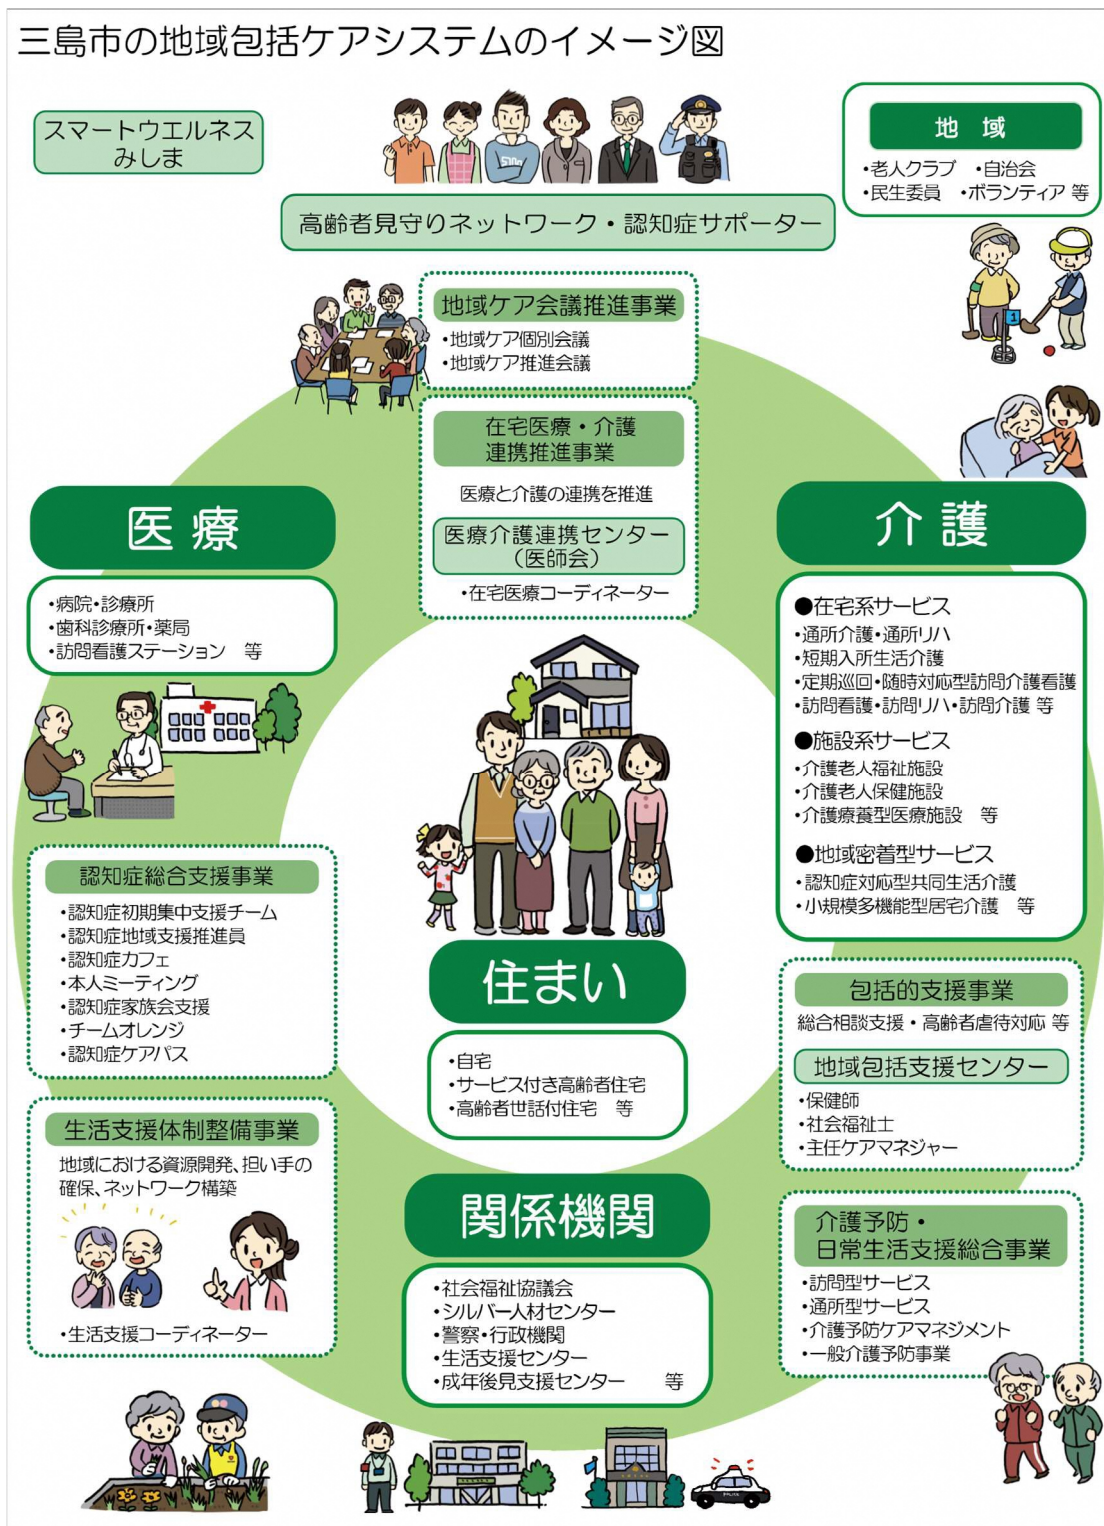 三島市の地域包括ケアシステムのイメージ図
スマートウエルネス
みしま
高齢者見守りネットワーク・認知症サポーター
地 域
・老人クラブ ・自治会
・民生委員 ・ボランティア 等
地域ケア会議推進事業
・地域ケア個別会議
・地域ケア推進会議
在宅医療・介護
連携推進事業
医療と介護の連携を推進
医療介護連携センター
（医師会）
・在宅医療コーディネーター
医 療
・病院・診療所
・歯科診療所・薬局
・訪問看護ステーション 等
介 護
●在宅系サービス
・通所介護・通所リハ
・短期入所生活介護
・定期巡回・随時対応型訪問介護看護
・訪問看護・訪問リハ・訪問介護 等
●施設系サービス
・介護老人福祉施設
・介護老人保健施設
・介護療養型医療施設 等
●地域密着型サービス
・認知症対応型共同生活介護
・小規模多機能型居宅介護 等
認知症総合支援事業
・認知症初期集中支援チーム
・認知症地域支援推進員
・認知症カフェ
・本人ミーティング
・認知症家族会支援
・チームオレンジ
・認知症ケアパス
住まい
・自宅
・サービス付き高齢者住宅
・高齢者世話付住宅 等
包括的支援事業
総合相談支援・高齢者虐待対応 等
地域包括支援センター
・保健師
・社会福祉士
・主任ケアマネジャー
生活支援体制整備事業
地域における資源開発、担い手の
確保、ネットワーク構築
・生活支援コーディネーター
関係機関
・社会福祉協議会
・シルバー人材センター
・警察・行政機関
・生活支援センター
・成年後見支援センター 等
介護予防・
日常生活支援総合事業
・訪問型サービス
・通所型サービス
・介護予防ケアマネジメント
・一般介護予防事業
1
POLICE